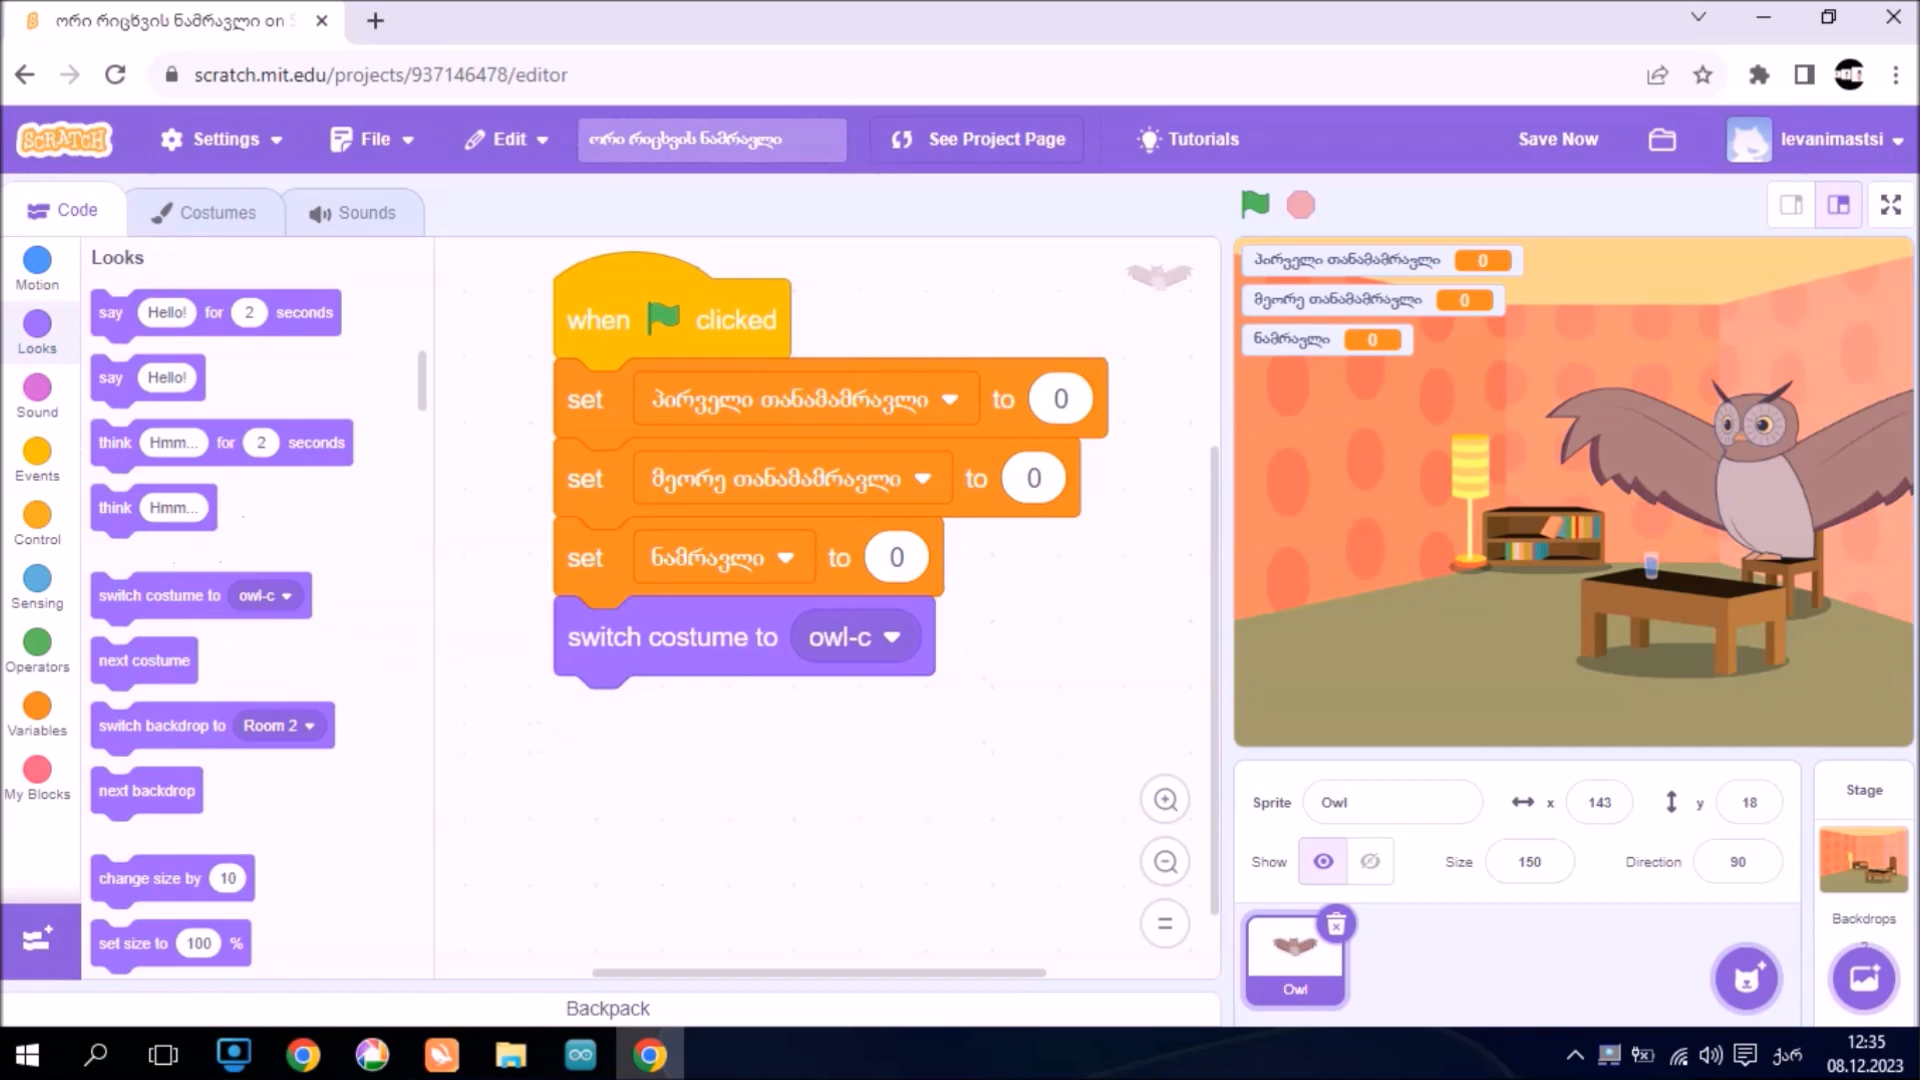 ორი რიცხვის ნამრავლი on S
scratch.mit.edu/projects/937146478/editor
SCRATCH
Settings
File
Edit
ორი რიცხვის ნამრავლი
See Project Page
Tutorials
Save Now
levanimastsi
Code
Costumes
Sounds
Motion
Looks
Sound
Events
Control
Sensing
Operators
Variables
My Blocks
Looks
say Hello! for 2 seconds
say Hello!
think Hmm... for 2 seconds
think Hmm...
switch costume to owl-c
next costume
switch backdrop to Room 2
next backdrop
change size by 10
set size to 100 %
when clicked
set პირველი თანამამრავლი to 0
set მეორე თანამამრავლი to 0
set ნამრავლი to 0
switch costume to owl-c
Backpack
პირველი თანამამრავლი 0
მეორე თანამამრავლი 0
ნამრავლი 0
Sprite Owl x 143 y 18
Show Size 150 Direction 90
Owl
Stage
Backdrops
ქარ
12:35
08.12.2023